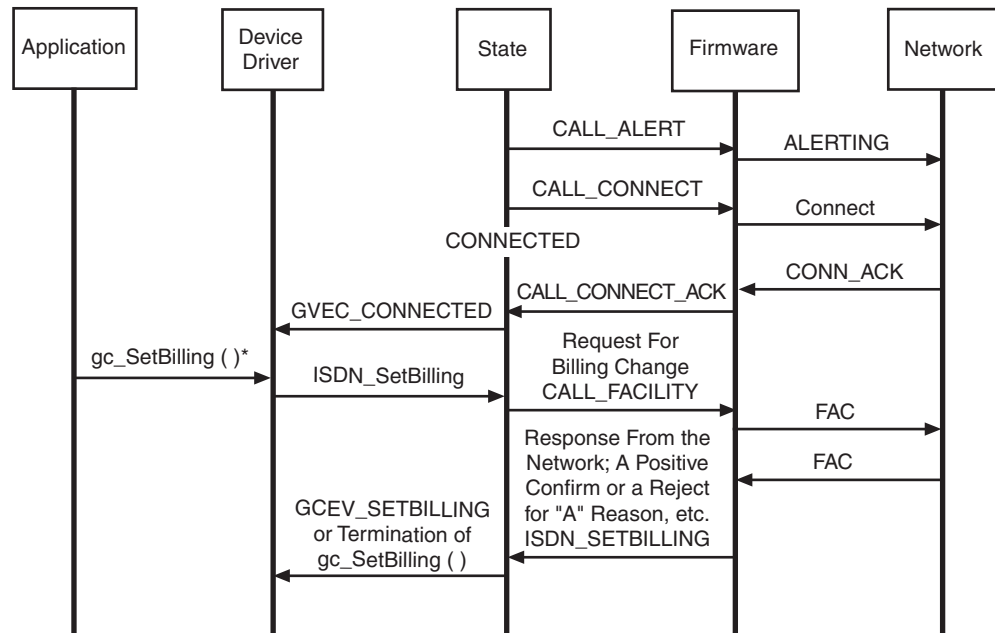 Application
Device
Driver
State
Firmware
Network
CALL_ALERT
ALERTING
CALL_CONNECT
Connect
CONNECTED
CONN_ACK
CALL_CONNECT_ACK
GVEC_CONNECTED
gc_SetBilling ( )*
ISDN_SetBilling
Request For
Billing Change
CALL_FACILITY
FAC
Response From the
Network; A Positive
Confirm or a Reject
for "A" Reason, etc.
ISDN_SETBILLING
FAC
GCEV_SETBILLING
or Termination of
gc_SetBilling ( )